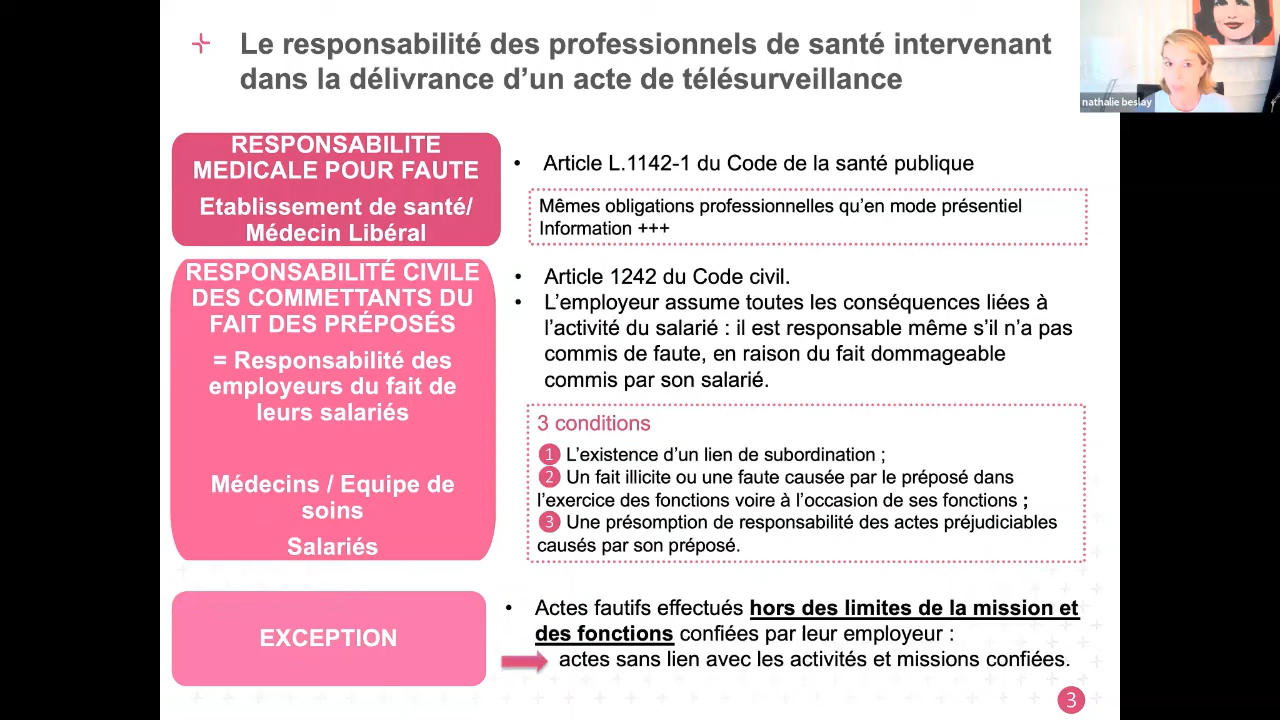 Le responsabilité des professionnels de santé intervenant
dans la délivrance d’un acte de télésurveillance
nathalie beslay
RESPONSABILITE
MEDICALE POUR FAUTE
Etablissement de santé/
Médecin Libéral
• Article L.1142-1 du Code de la santé publique
Mêmes obligations professionnelles qu’en mode présentiel
Information +++
RESPONSABILITÉ CIVILE
DES COMMETTANTS DU
FAIT DES PRÉPOSÉS
= Responsabilité des
employeurs du fait de
leurs salariés
Médecins / Equipe de
soins
Salariés
• Article 1242 du Code civil.
• L’employeur assume toutes les conséquences liées à
l’activité du salarié : il est responsable même s’il n’a pas
commis de faute, en raison du fait dommageable
commis par son salarié.
3 conditions
1 L’existence d’un lien de subordination ;
2 Un fait illicite ou une faute causée par le préposé dans
l’exercice des fonctions voire à l’occasion de ses fonctions ;
3 Une présomption de responsabilité des actes préjudiciables
causés par son préposé.
EXCEPTION
• Actes fautifs effectués hors des limites de la mission et
des fonctions confiées par leur employeur :
actes sans lien avec les activités et missions confiées.
3